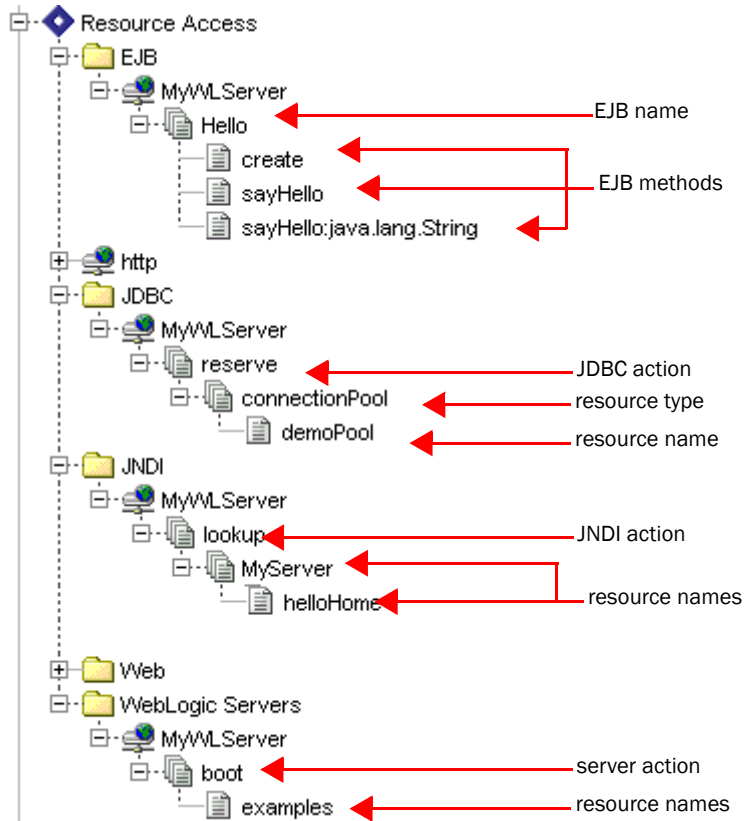 Resource Access
EJB
MyWLServer
Hello
EJB name
create
sayHello
EJB methods
sayHello:java.lang.String
http
JDBC
MyWLServer
reserve
JDBC action
connectionPool
resource type
demoPool
resource name
JNDI
MyWLServer
lookup
JNDI action
MyServer
helloHome
resource names
Web
WebLogic Servers
MyWLServer
boot
server action
examples
resource names